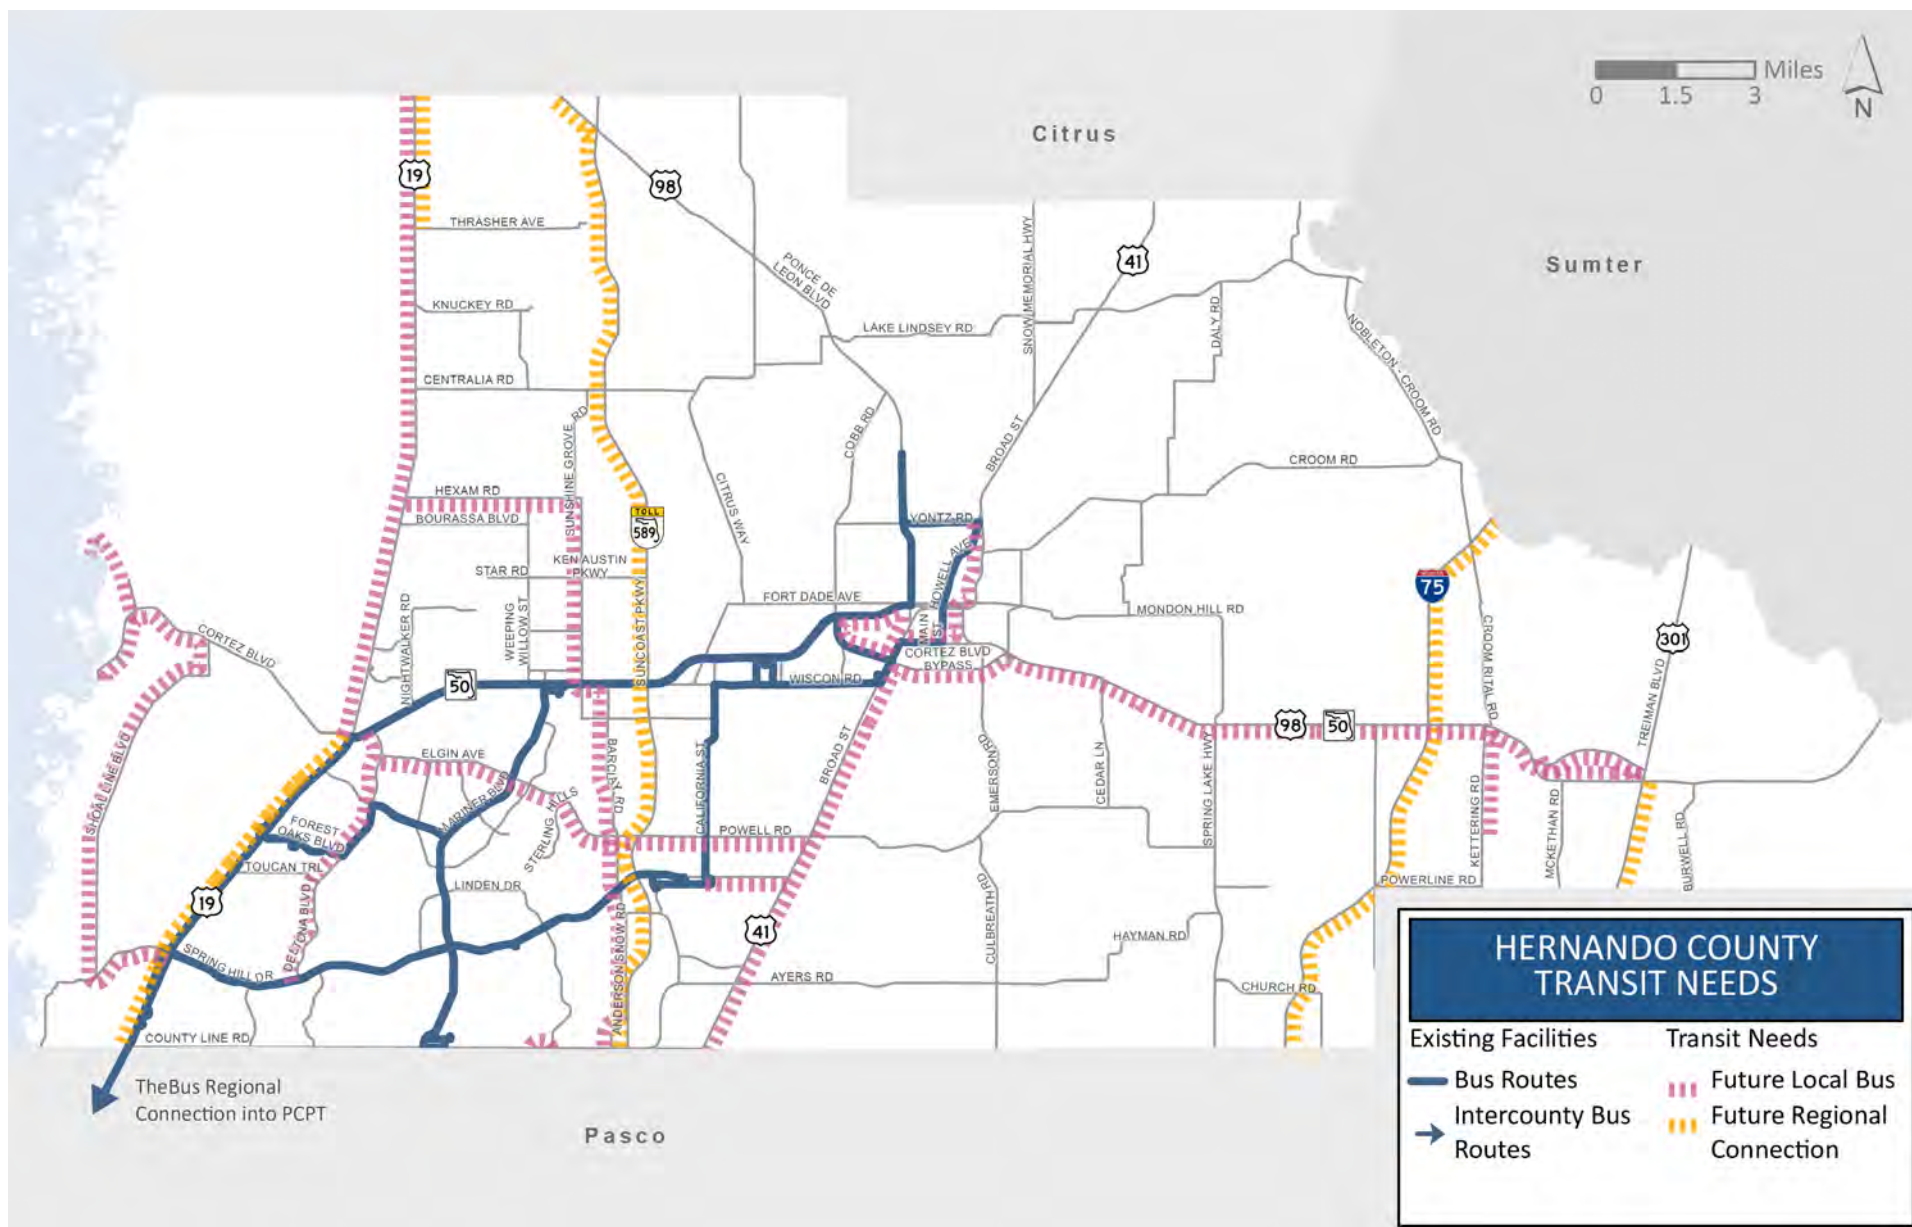 Miles
0 1.5 3
N
Citrus
19
98
THRASHER AVE
41
Sumter
PONCE DE
LEON BLVD
SNOW MEMORIAL HWY
KNUCKEY RD
LAKE LINDSEY RD
DALY RD
NOBLETON - CROOM RD
CENTRALIA RD
SUNSHINE GROVE RD
COBB RD
BROAD ST
CROOM RD
CITRUS WAY
HEXAM RD
BOURASSA BLVD
TOLL
589
YONTZ RD
KEN AUSTIN
PKWY
STAR RD
HOWELL AVE
75
FORT DADE AVE
MONDON HILL RD
NIGHTWALKER RD
WEEPING
WILLOW ST
SUNCOAST PKWY
MAIN ST
CROOM RITAL RD
301
CORTEZ BLVD
CORTEZ BLVD
BYPASS
50
WISCON RD
TREIMAN BLVD
98
50
SHOAL LINE BLVD
ELGIN AVE
BARCLAY RD
CALIFORNIA ST
BROAD ST
EMERSON RD
CEDAR LN
SPRING LAKE HWY
MARINER BLVD
STERLING HILLS
FOREST
OAKS BLVD
POWELL RD
KETTERING RD
MCKETHAN RD
BURWELL RD
TOUCAN TRL
LINDEN DR
POWERLINE RD
19
DELTONA BLVD
ANDERSON SNOW RD
41
CULBREATH RD
HAYMAN RD
SPRING HILL DR
AYERS RD
CHURCH RD
COUNTY LINE RD
TheBus Regional
Connection into PCPT
Pasco
HERNANDO COUNTY
TRANSIT NEEDS
Existing Facilities
Bus Routes
Intercounty Bus
Routes
Transit Needs
Future Local Bus
Future Regional
Connection